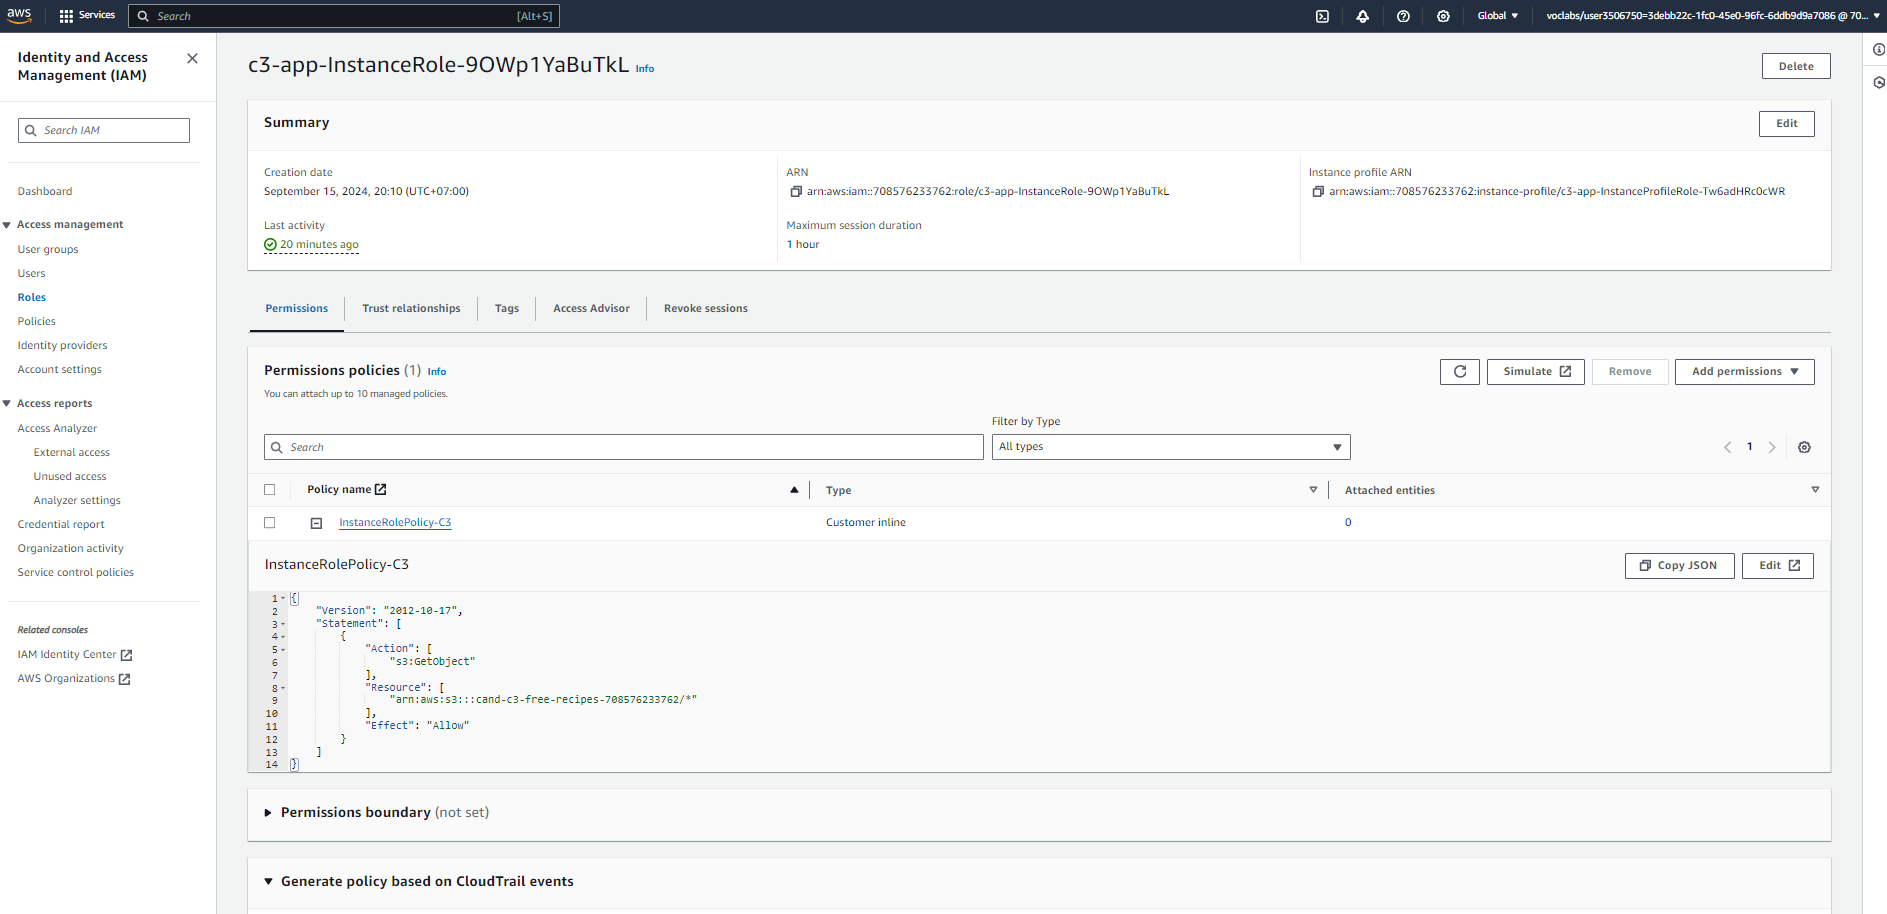 aws
Services
Search
[Alt+S]
Global
voclabs/user3506750=3debb22c-1fc0-45e0-96fc-6ddb9d9a7086 @ 70...
Identity and Access
Management (IAM)
Search IAM
Dashboard
Access management
User groups
Users
Roles
Policies
Identity providers
Account settings
Access reports
Access Analyzer
External access
Unused access
Analyzer settings
Credential report
Organization activity
Service control policies
Related consoles
IAM Identity Center
AWS Organizations
c3-app-InstanceRole-9OWp1YaBuTkL Info
Delete
Summary
Edit
Creation date
September 15, 2024, 20:10 (UTC+07:00)
ARN
arn:aws:iam::708576233762:role/c3-app-InstanceRole-9OWp1YaBuTkL
Instance profile ARN
arn:aws:iam::708576233762:instance-profile/c3-app-InstanceProfileRole-Tw6adHRc0cWR
Last activity
20 minutes ago
Maximum session duration
1 hour
Permissions
Trust relationships
Tags
Access Advisor
Revoke sessions
Permissions policies (1) Info
You can attach up to 10 managed policies.
Simulate
Remove
Add permissions
Filter by Type
Search
All types
1
Policy name
Type
Attached entities
InstanceRolePolicy-C3
Customer inline
0
InstanceRolePolicy-C3
Copy JSON
Edit
1 {
2 "Version": "2012-10-17",
3 "Statement": [
4 {
5 "Action": [
6 "s3:GetObject"
7 ],
8 "Resource": [
9 "arn:aws:s3:::cand-c3-free-recipes-708576233762/*"
10 ],
11 "Effect": "Allow"
12 }
13 ]
14 }
Permissions boundary (not set)
Generate policy based on CloudTrail events